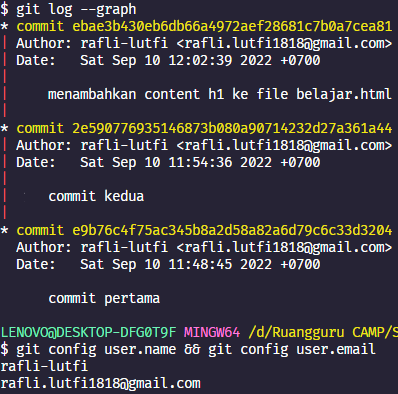 $ git log --graph
* commit ebae3b430eb6db66a4972aef28681c7b0a7cea81
| Author: rafli-lutfi <rafli.lutfi1818@gmail.com>
| Date:   Sat Sep 10 12:02:39 2022 +0700
|
|     menambahkan content h1 ke file belajar.html
|
* commit 2e590776935146873b080a90714232d27a361a44
| Author: rafli-lutfi <rafli.lutfi1818@gmail.com>
| Date:   Sat Sep 10 11:54:36 2022 +0700
|
|     commit kedua
|
* commit e9b76c4f75ac345b8a2d58a82a6d79c6c33d3204
  Author: rafli-lutfi <rafli.lutfi1818@gmail.com>
  Date:   Sat Sep 10 11:48:45 2022 +0700

      commit pertama

LENOVO@DESKTOP-DFG0T9F MINGW64 /d/Ruangguru CAMP/S
$ git config user.name && git config user.email
rafli-lutfi
rafli.lutfi1818@gmail.com